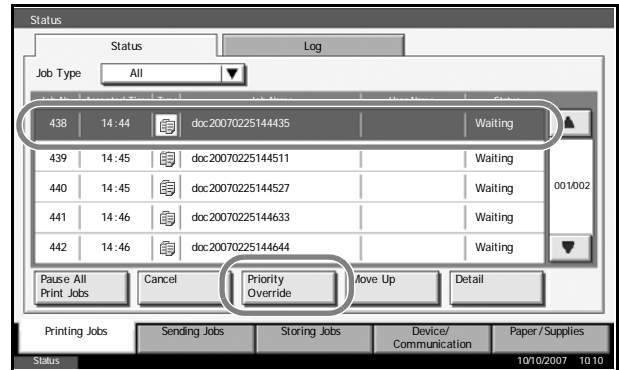 Status
Status Log
Job Type All
438 14:44 doc20070225144435 Waiting
439 14:45 doc20070225144511 Waiting
440 14:45 doc20070225144527 Waiting
001/002
441 14:46 doc20070225144633 Waiting
442 14:46 doc20070225144644 Waiting
Pause All Cancel Priority Move Up Detail
Print Jobs Override
Printing Jobs Sending Jobs Storing Jobs Device/ Paper/Supplies
Communication
Status 10/10/2007 10:10